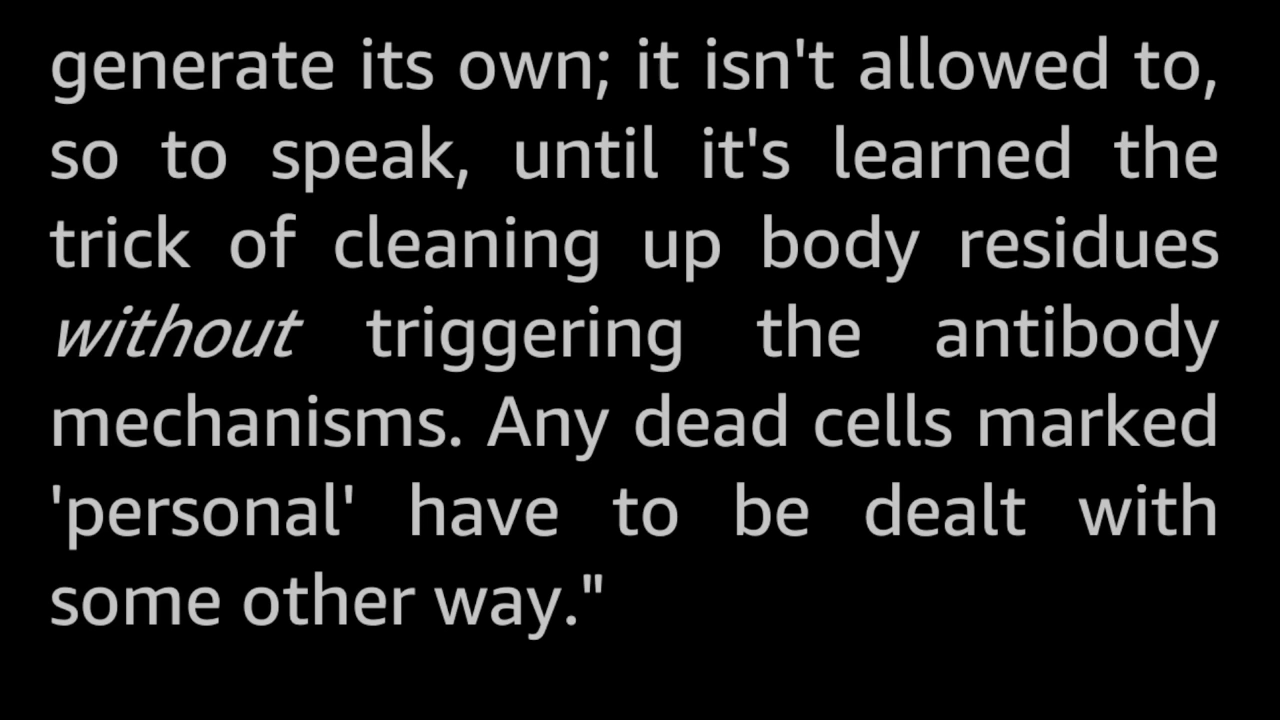 generate its own; it isn't allowed to,
so to speak, until it's learned the
trick of cleaning up body residues
without triggering the antibody
mechanisms. Any dead cells marked
'personal' have to be dealt with
some other way."